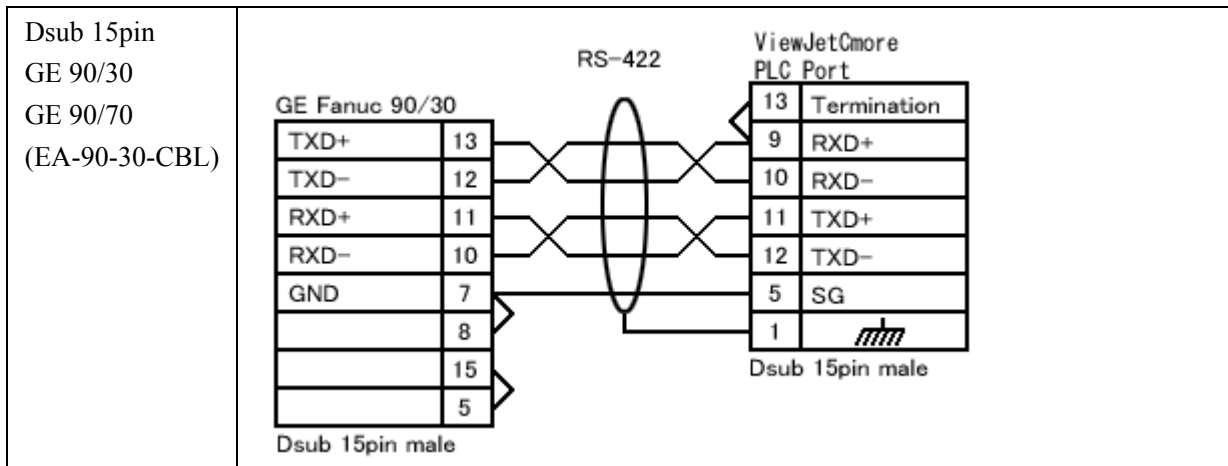 Dsub 15pin
GE 90/30
GE 90/70
(EA-90-30-CBL)
RS-422
ViewJetCmore
PLC Port
GE Fanuc 90/30
TXD+ 13
TXD- 12
RXD+ 11
RXD- 10
GND 7
8
15
5
Dsub 15pin male
13 Termination
9 RXD+
10 RXD-
11 TXD+
12 TXD-
5 SG
1
Dsub 15pin male